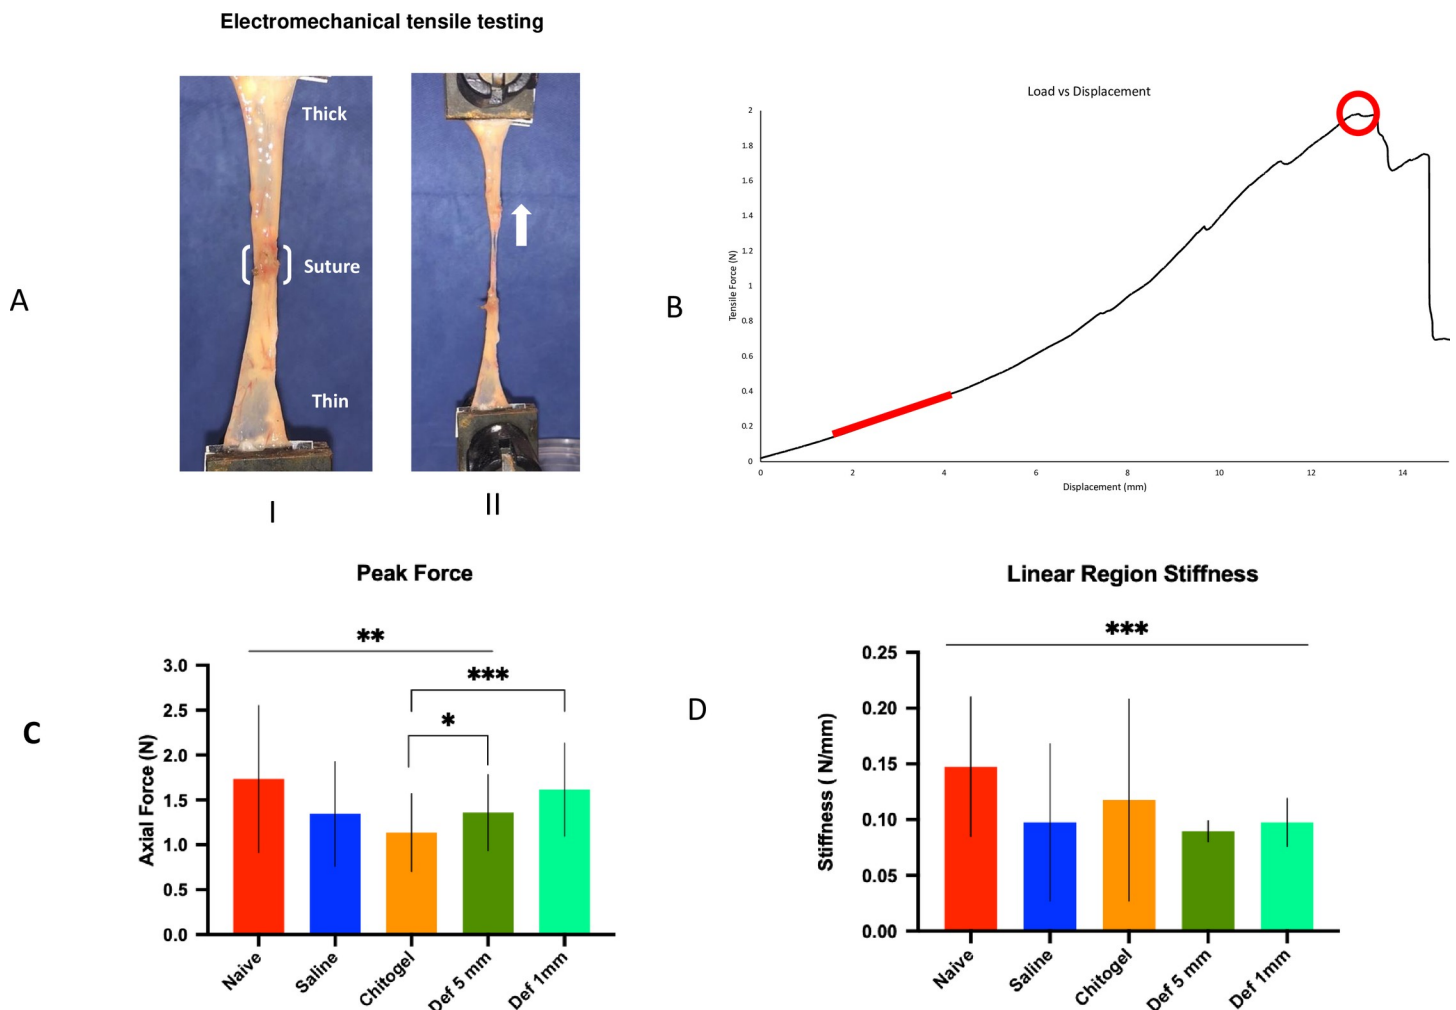 Electromechanical tensile testing
A
Thick
Suture
Thin
I
II
B
Load vs Displacement
Tensile Force (N)
2
1.8
1.6
1.4
1.2
1
0.8
0.6
0.4
0.2
0
0 2 4 6 8 10 12 14
Displacement (mm)
C
Peak Force
**
***
*
Axial Force (N)
3.0
2.5
2.0
1.5
1.0
0.5
0.0
Naive Saline Chitogel Def 5 mm Def 1mm
D
Linear Region Stiffness
***
Stiffness ( N/mm)
0.25
0.20
0.15
0.10
0.05
0.00
Naive Saline Chitogel Def 5 mm Def 1mm